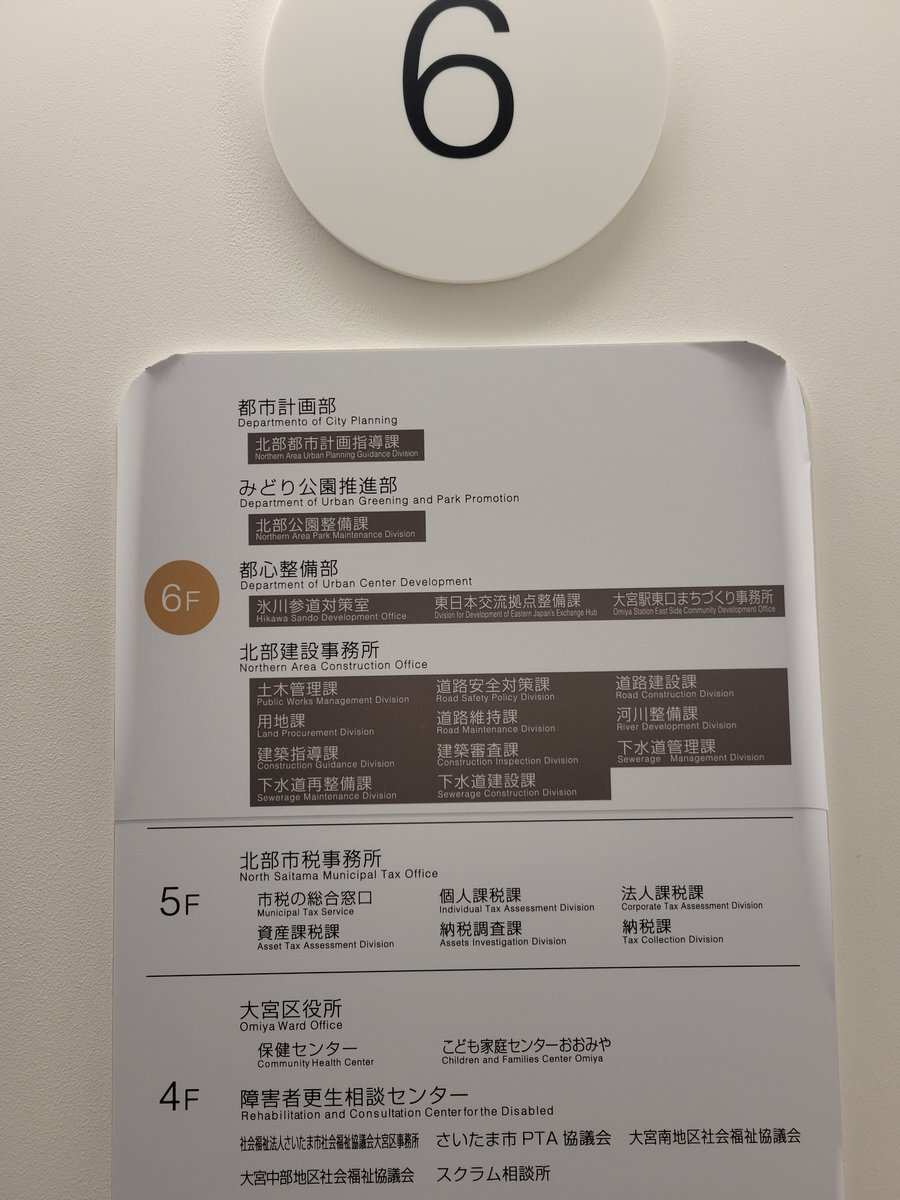 6
都市計画部
Departmento of City Planning
北部都市計画指導課
Northern Area Urban Planning Guidance Division
みどり公園推進部
Department of Urban Greening and Park Promotion
北部公園整備課
Northern Area Park Maintenance Division
6F
都心整備部
Department of Urban Center Development
氷川参道対策室 東日本交流拠点整備課 大宮駅東口まちづくり事務所
Hikawa Sando Development Office Division for Development of Eastern Japan's Exchange Hub Omiya Station East Side Community Development Office
北部建設事務所
Northern Area Construction Office
土木管理課 道路安全対策課 道路建設課
Public Works Management Division Road Safety Policy Division Road Construction Division
用地課 道路維持課 河川整備課
Land Procurement Division Road Maintenance Division River Development Division
建築指導課 建築審査課 下水道管理課
Construction Guidance Division Construction Inspection Division Sewerage Management Division
下水道再整備課 下水道建設課
Sewerage Maintenance Division Sewerage Construction Division
5F
北部市税事務所
North Saitama Municipal Tax Office
市税の総合窓口 個人課税課 法人課税課
Municipal Tax Service Individual Tax Assessment Division Corporate Tax Assessment Division
資産課税課 納税調査課 納税課
Asset Tax Assessment Division Assets Investigation Division Tax Collection Division
大宮区役所
Omiya Ward Office
保健センター こども家庭センターおおみや
Community Health Center Children and Families Center Omiya
4F
障害者更生相談センター
Rehabilitation and Consultation Center for the Disabled
社会福祉法人さいたま市社会福祉協議会大宮区事務所 さいたま市PTA協議会 大宮南地区社会福祉協議会
大宮中部地区社会福祉協議会 スクラム相談所